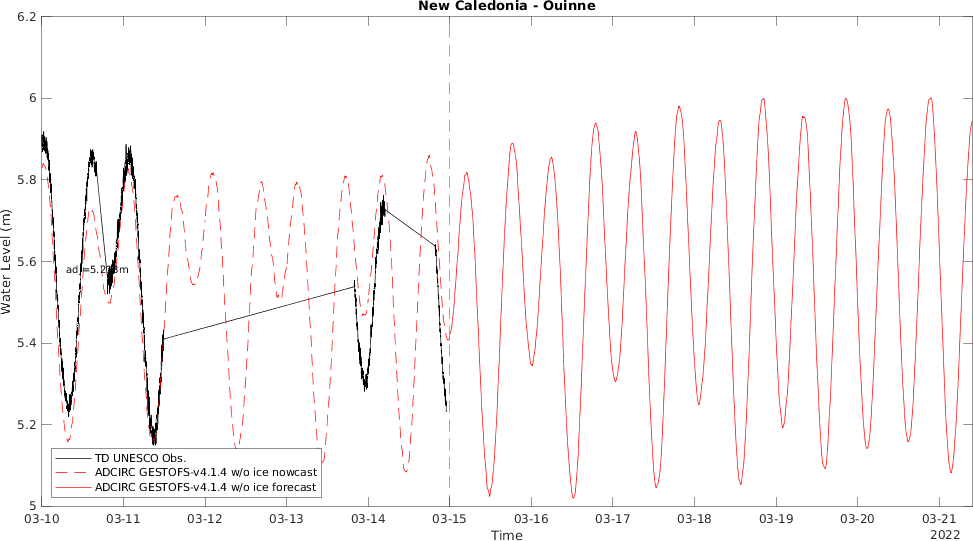 New Caledonia - Ouinne
6.2
6
5.8
5.6
5.4
5.2
5
Water Level (m)
TD UNESCO Obs.
ADCIRC GESTOFS-v4.1.4 w/o ice nowcast
ADCIRC GESTOFS-v4.1.4 w/o ice forecast
03-10 03-11 03-12 03-13 03-14 03-15 03-16 03-17 03-18 03-19 03-20 03-21
Time
2022